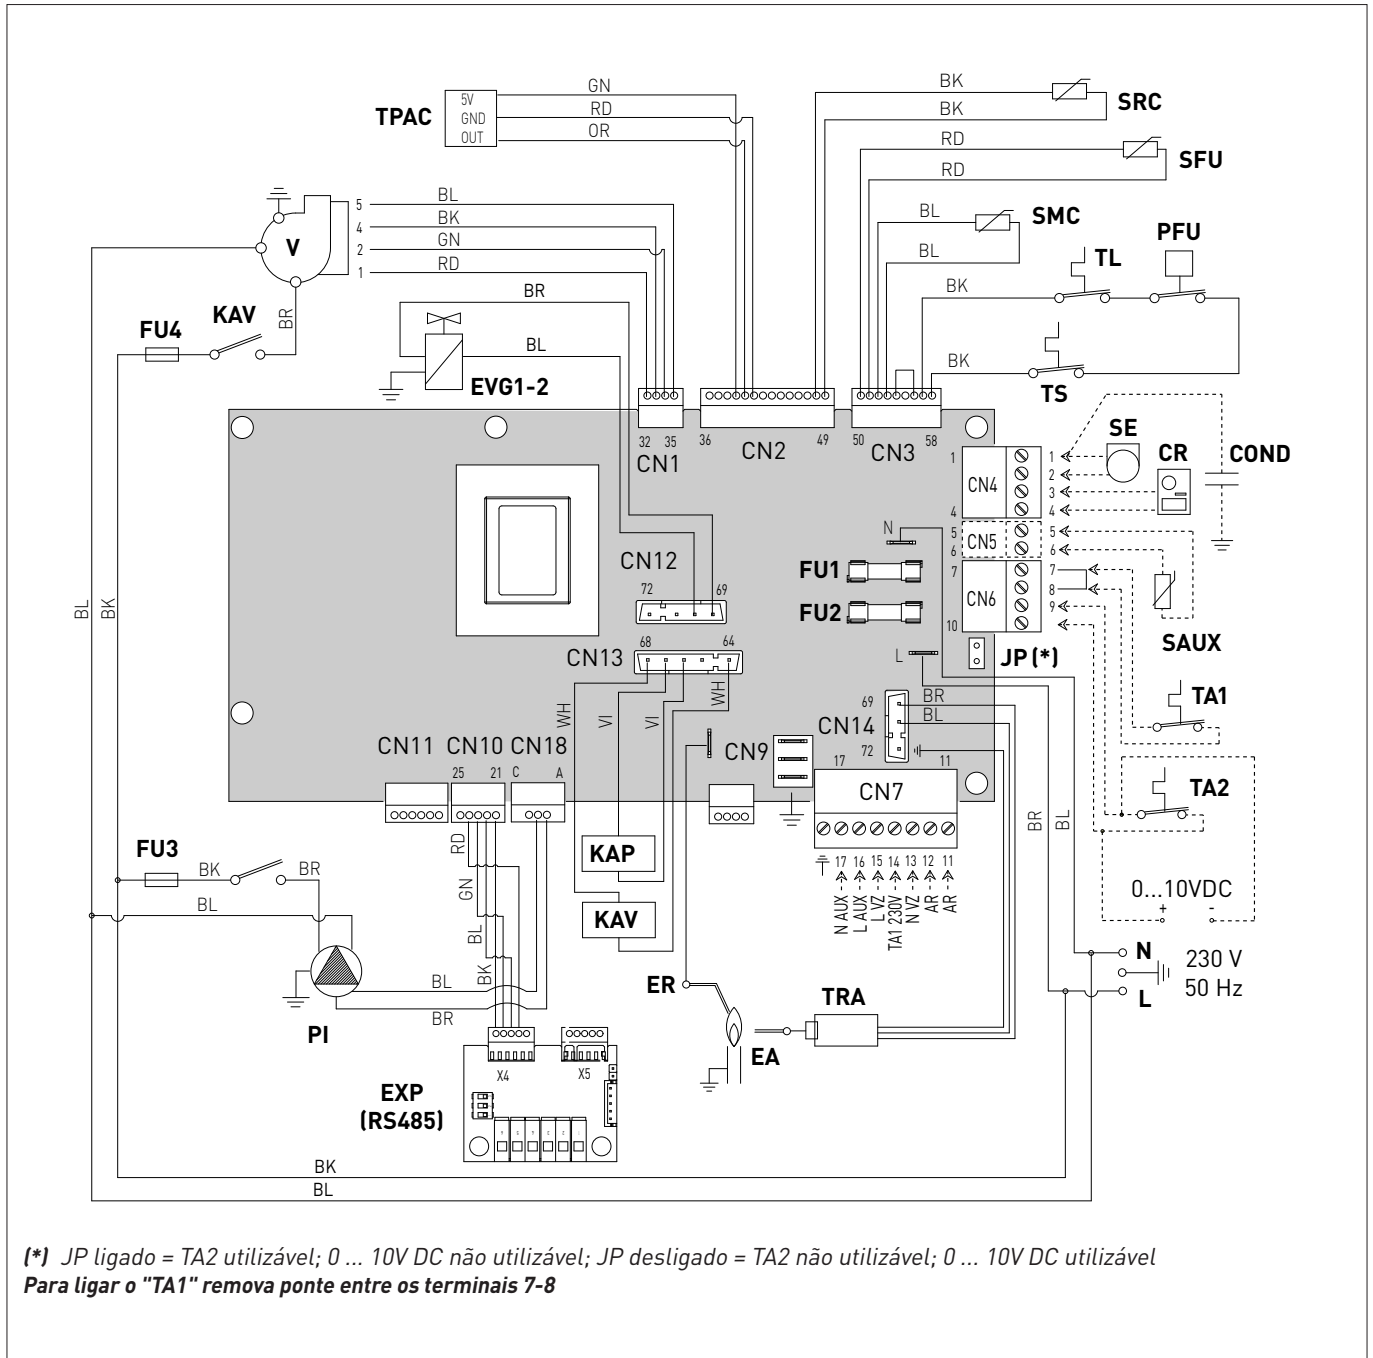 GN
BK
5V
TPAC
GND
RD
SRC
BK
OUT
OR
RD
SFU
RD
BL
5
BL
SMC
BK
4
PFU
V
GN
2
BL
TL
RD
1
BK
BR
KAV
FU4
BR
BL
BK
EVG1-2
TS
32 35
36 49
50 58
CN1
CN2
CN3
SE
CR
COND
1
CN4
4
1
2
3
4
N
5
CN5
6
5
6
CN12
FU1
7
CN6
10
7
8
9
72 69
FU2
BL
BK
SAUX
CN13
68 64
L
JP (*)
WH
VI
VI
WH
69
BR
BL
CN14
72
TA1
CN11
CN10
CN18
CN9
25 21
C A
17 11
CN7
TA2
BR
BL
FU3
BK
BR
RD
KAP
17 16 15 14 13 12 11
N AUX
L AUX
L VZ
TA1 230V
N VZ
AR
AR
0...10VDC
+ -
BL
GN
KAV
BL
N
230 V
50 Hz
L
BK
BL
BR
ER
TRA
PI
EA
X4
X5
EXP
(RS485)
BK
BL
(*) JP ligado = TA2 utilizável; 0 ... 10V DC não utilizável; JP desligado = TA2 não utilizável; 0 ... 10V DC utilizável
Para ligar o "TA1" remova ponte entre os terminais 7-8